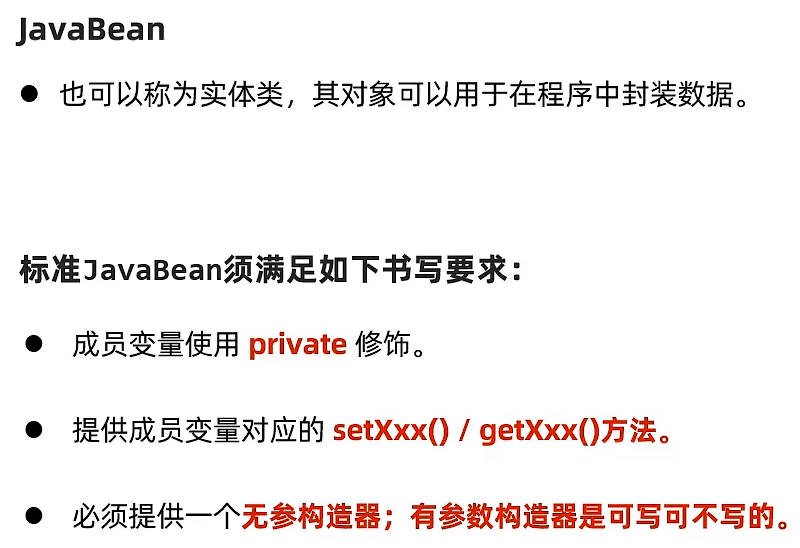 JavaBean
● 也可以称为实体类，其对象可以用于在程序中封装数据。
标准JavaBean须满足如下书写要求：
● 成员变量使用 private 修饰。
● 提供成员变量对应的 setXxx() / getXxx()方法。
● 必须提供一个无参构造器；有参数构造器是可写可不写的。